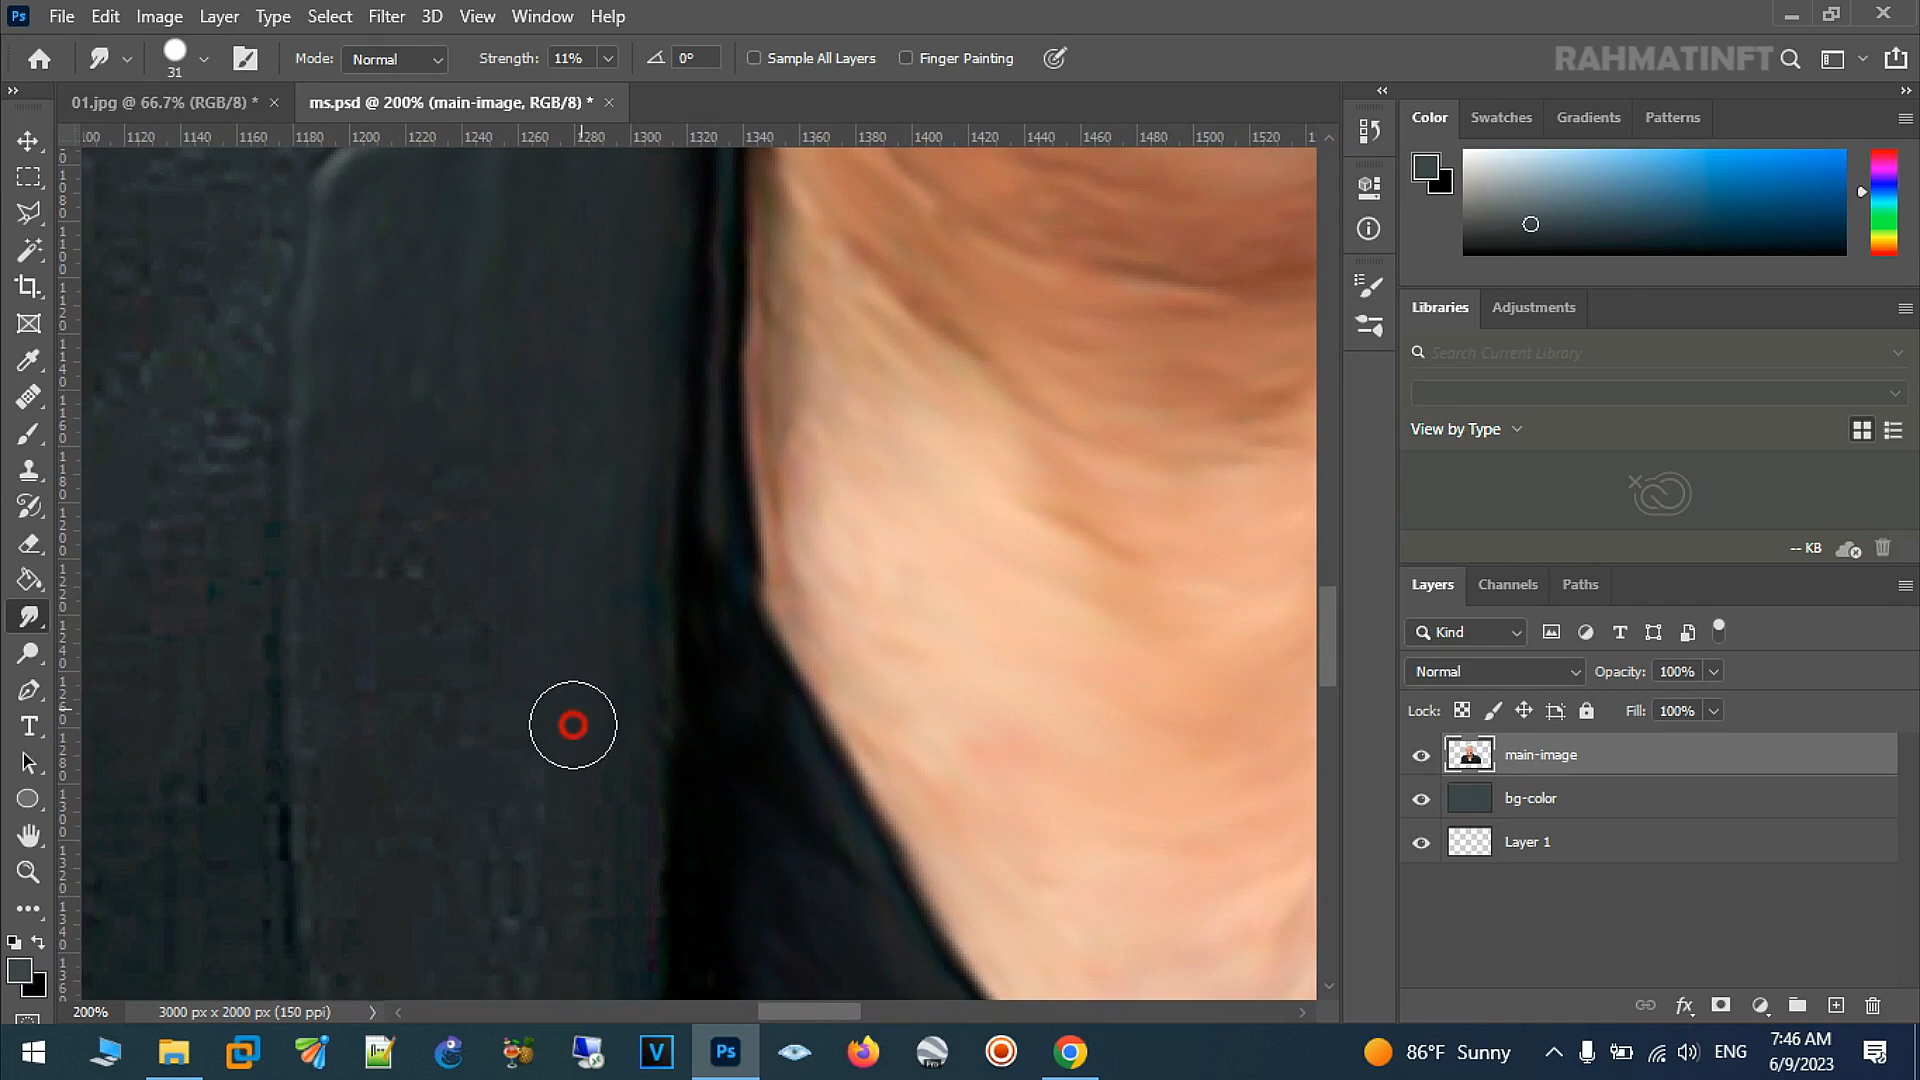 Ps File Edit Image Layer Type Select Filter 3D View Window Help
31 Mode: Normal Strength: 11% 0° Sample All Layers Finger Painting RAHMATINFT
01.jpg @ 66.7% (RGB/8) * ms.psd @ 200% (main-image, RGB/8) *
100 1120 1140 1160 1180 1200 1220 1240 1260 1280 1300 1320 1340 1360 1380 1400 1420 1440 1460 1480 1500 1520
Color Swatches Gradients Patterns
Libraries Adjustments
Search Current Library
View by Type
-- KB
Layers Channels Paths
Kind
Normal Opacity: 100%
Lock: Fill: 100%
main-image
bg-color
Layer 1
200% 3000 px x 2000 px (150 ppi)
V Ps Pro 86°F Sunny ENG 7:46 AM
6/9/2023